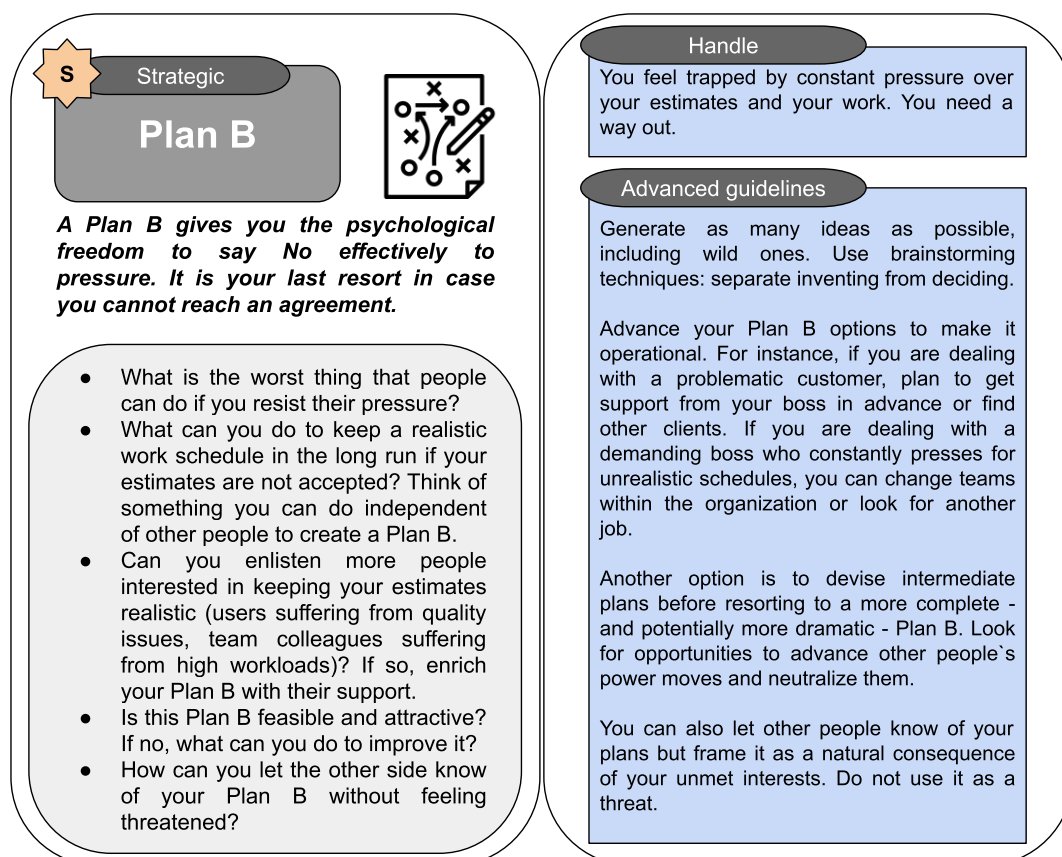 S
Strategic
Plan B
A Plan B gives you the psychological
freedom to say No effectively to
pressure. It is your last resort in case
you cannot reach an agreement.
● What is the worst thing that people
can do if you resist their pressure?
● What can you do to keep a realistic
work schedule in the long run if your
estimates are not accepted? Think of
something you can do independent
of other people to create a Plan B.
● Can you enlisten more people
interested in keeping your estimates
realistic (users suffering from quality
issues, team colleagues suffering
from high workloads)? If so, enrich
your Plan B with their support.
● Is this Plan B feasible and attractive?
If no, what can you do to improve it?
● How can you let the other side know
of your Plan B without feeling
threatened?
Handle
You feel trapped by constant pressure over
your estimates and your work. You need a
way out.
Advanced guidelines
Generate as many ideas as possible,
including wild ones. Use brainstorming
techniques: separate inventing from deciding.
Advance your Plan B options to make it
operational. For instance, if you are dealing
with a problematic customer, plan to get
support from your boss in advance or find
other clients. If you are dealing with a
demanding boss who constantly presses for
unrealistic schedules, you can change teams
within the organization or look for another
job.
Another option is to devise intermediate
plans before resorting to a more complete -
and potentially more dramatic - Plan B. Look
for opportunities to advance other people`s
power moves and neutralize them.
You can also let other people know of your
plans but frame it as a natural consequence
of your unmet interests. Do not use it as a
threat.